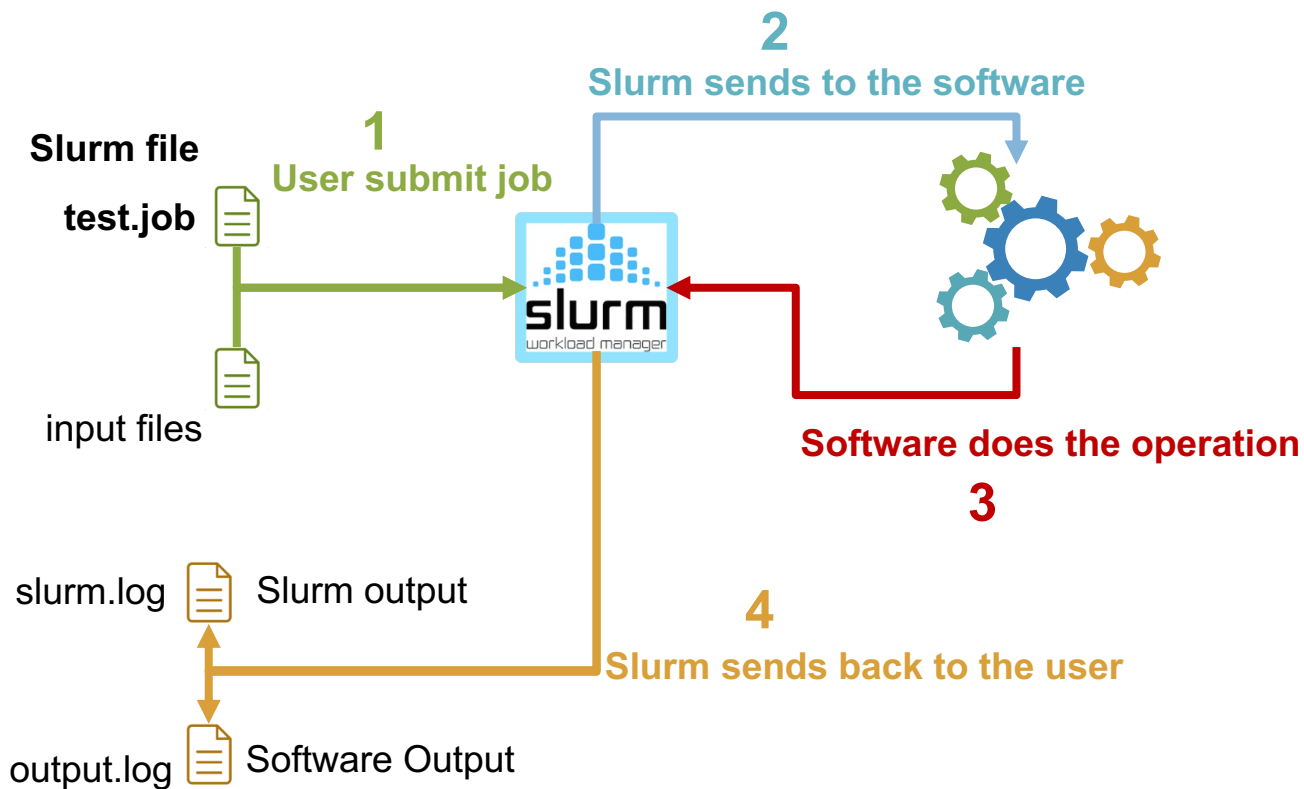 2
Slurm sends to the software
1
Slurm file
User submit job
test.job
slurm
workload manager
input files
Software does the operation
3
slurm.log
Slurm output
4
Slurm sends back to the user
output.log
Software Output